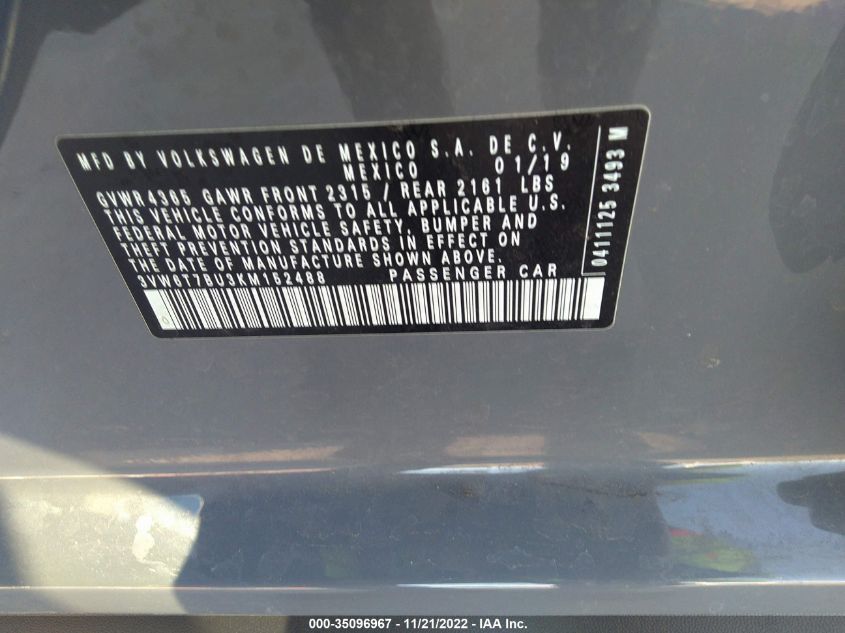 MFD BY VOLKSWAGEN DE MEXICO S.A. DE C.V.
MEXICO 01/19
GVWR 4365 GAWR FRONT 2315 / REAR 2161 LBS
THIS VEHICLE CONFORMS TO ALL APPLICABLE U.S.
FEDERAL MOTOR VEHICLE SAFETY, BUMPER AND
THEFT PREVENTION STANDARDS IN EFFECT ON
THE DATE OF MANUFACTURE SHOWN ABOVE.
3VW6T7BU9KM152488 PASSENGER CAR
0411125 3493 M
000-35096967 - 11/21/2022 - IAA Inc.